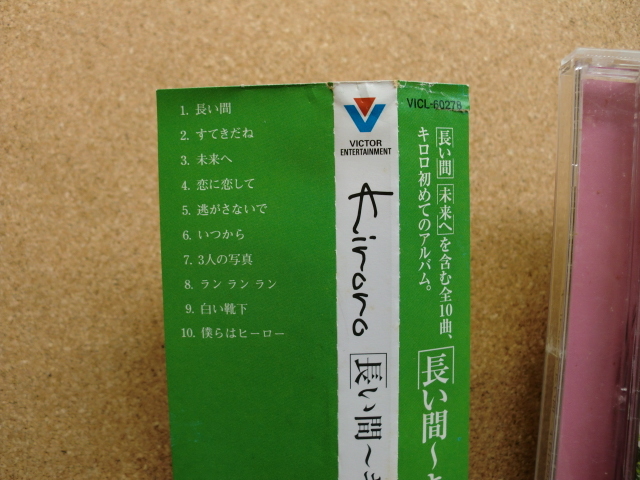 1. 長い間
2. すてきだね
3. 未来へ
4. 恋に恋して
5. 逃がさないで
6. いつから
7. 3人の写真
8. ラン ラン ラン
9. 白い靴下
10. 僕らはヒーロー
VICTOR
ENTERTAINMENT
kiroro
長い間～
VICL-60278
長い間 未来へ を含む全10曲、
キロロ初めてのアルバム。
長い間～